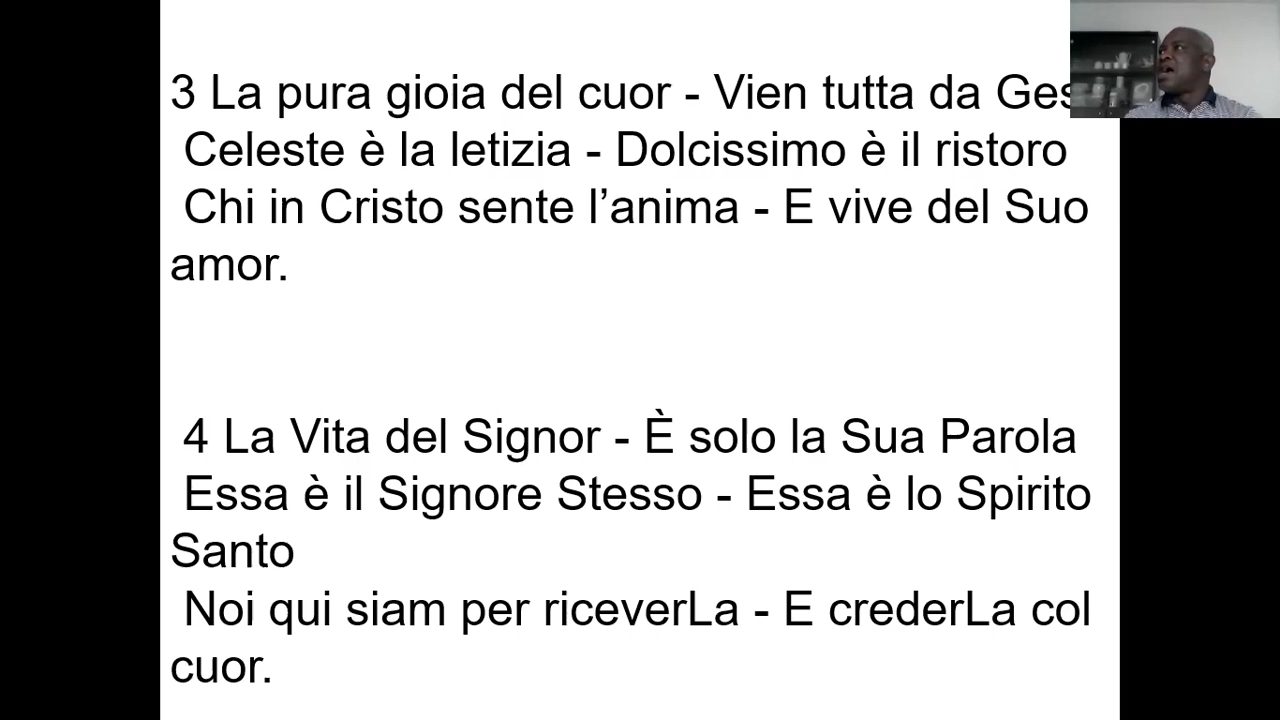 3 La pura gioia del cuor - Vien tutta da
Celeste è la letizia - Dolcissimo è il ristoro
Chi in Cristo sente l’anima - E vive del Suo
amor.
4 La Vita del Signor - È solo la Sua Parola
Essa è il Signore Stesso - Essa è lo Spirito
Santo
Noi qui siam per riceverLa - E crederLa col
cuor.